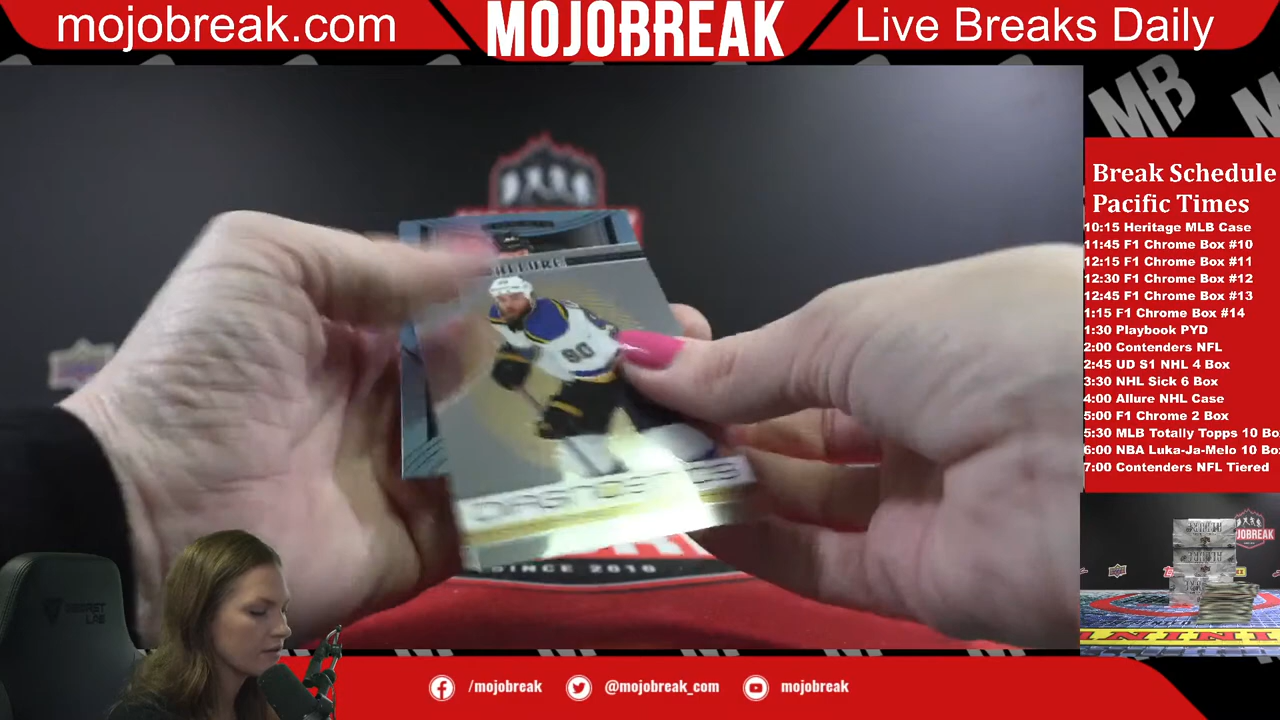 mojobreak.com
MOJOBREAK
Live Breaks Daily
MB
Break Schedule
Pacific Times
10:15 Heritage MLB Case
11:45 F1 Chrome Box #10
12:15 F1 Chrome Box #11
12:30 F1 Chrome Box #12
12:45 F1 Chrome Box #13
1:15 F1 Chrome Box #14
1:30 Playbook PYD
2:00 Contenders NFL
2:45 UD S1 NHL 4 Box
3:30 NHL Sick 6 Box
4:00 Allure NHL Case
5:00 F1 Chrome 2 Box
5:30 MLB Totally Topps 10 Bo
6:00 NBA Luka-Ja-Melo 10 Bo
7:00 Contenders NFL Tiered
ALLURE
90
SINCE 2010
SECRET
LAB
OJOBREAK
/mojobreak
@mojobreak_com
mojobreak